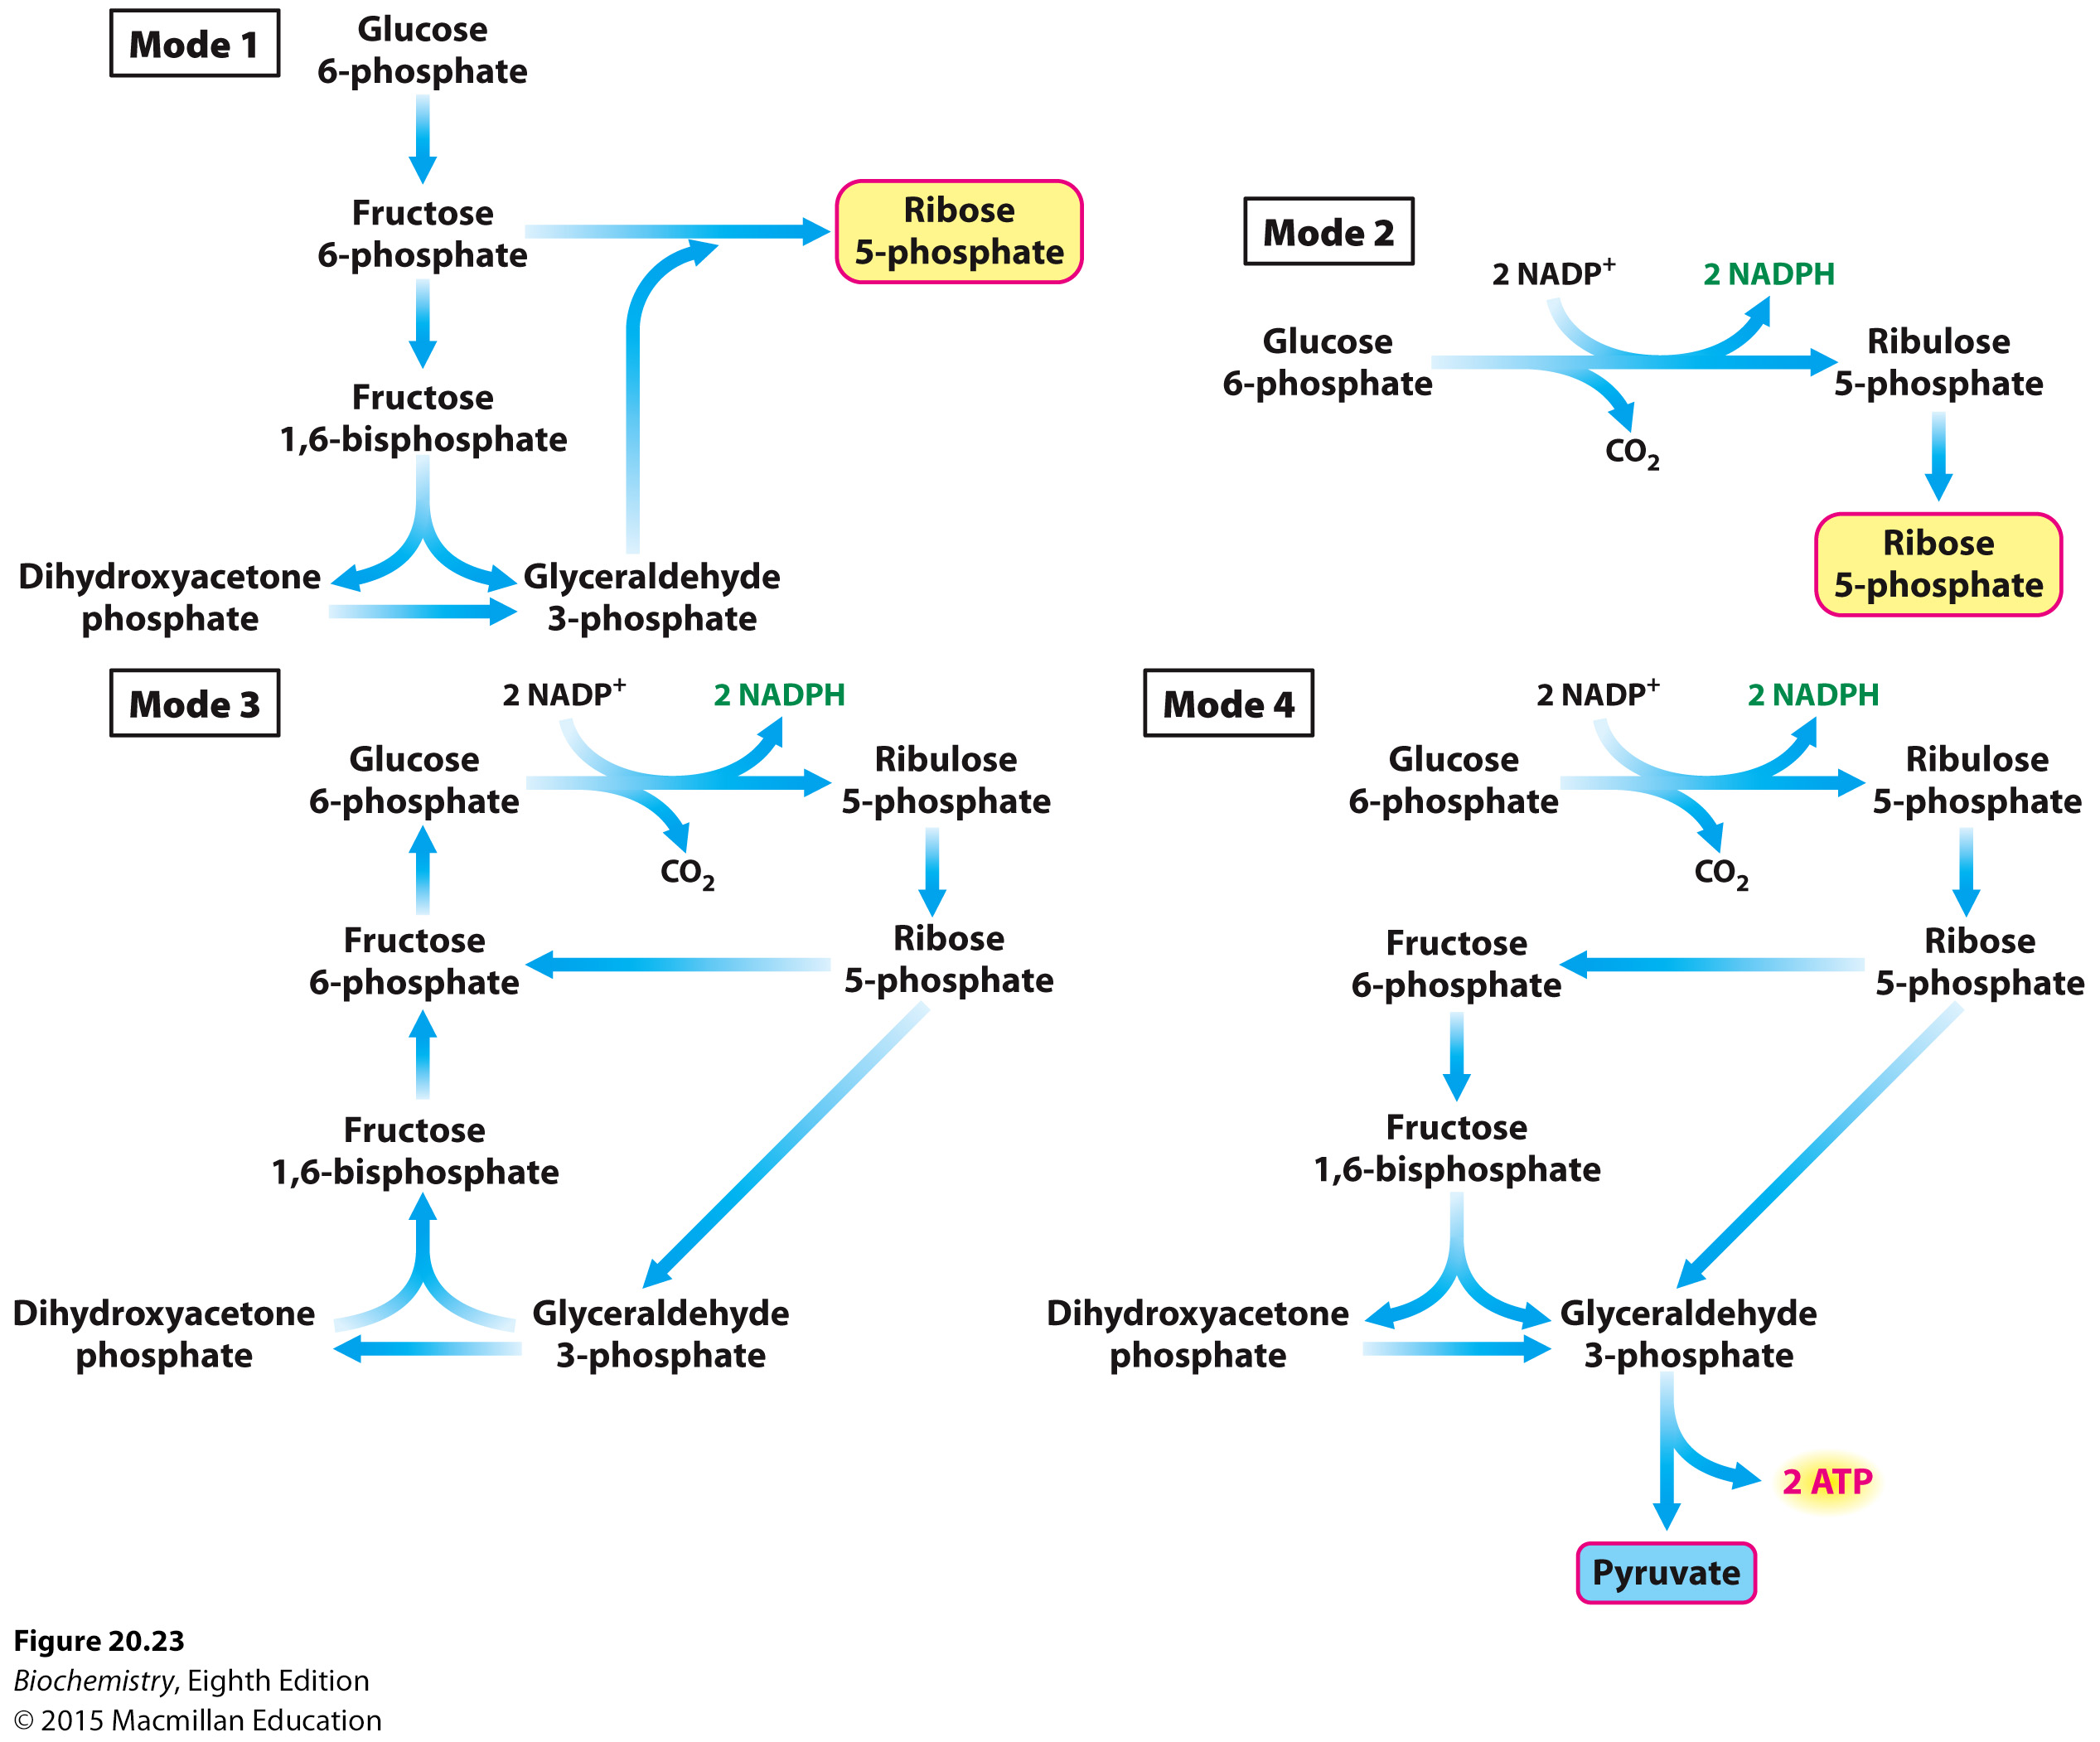 Mode 1
Glucose
6-phosphate
Fructose
6-phosphate
Ribose
5-phosphate
Fructose
1,6-bisphosphate
Dihydroxyacetone
phosphate
Glyceraldehyde
3-phosphate
Mode 2
2 NADP⁺
2 NADPH
Glucose
6-phosphate
Ribulose
5-phosphate
CO₂
Ribose
5-phosphate
Mode 3
2 NADP⁺
2 NADPH
Glucose
6-phosphate
Ribulose
5-phosphate
CO₂
Fructose
6-phosphate
Ribose
5-phosphate
Fructose
1,6-bisphosphate
Dihydroxyacetone
phosphate
Glyceraldehyde
3-phosphate
Mode 4
2 NADP⁺
2 NADPH
Glucose
6-phosphate
Ribulose
5-phosphate
CO₂
Fructose
6-phosphate
Ribose
5-phosphate
Fructose
1,6-bisphosphate
Dihydroxyacetone
phosphate
Glyceraldehyde
3-phosphate
2 ATP
Pyruvate
Figure 20.23
Biochemistry, Eighth Edition
© 2015 Macmillan Education